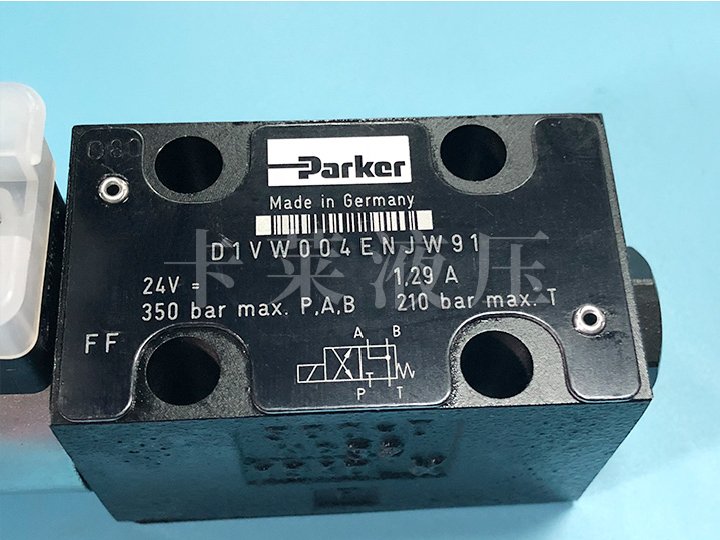 Parker
Made in Germany
D1VW004ENJW91
24V = 1,29 A
350 bar max. P,A,B 210 bar max. T
卡莱液压
FF
A B
P T